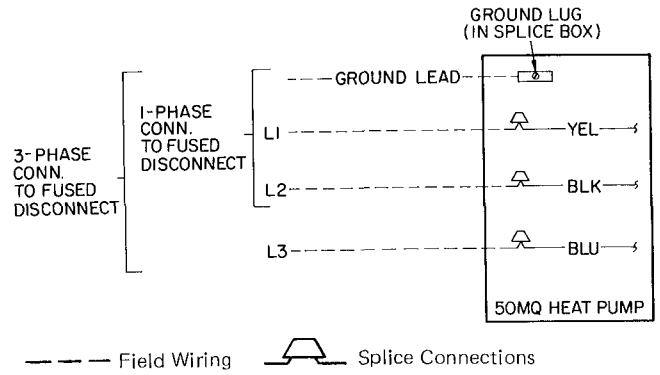 GROUND LUG
(IN SPLICE BOX)
GROUND LEAD
1-PHASE
CONN.
TO FUSED
DISCONNECT
3-PHASE
CONN.
TO FUSED
DISCONNECT
L1
YEL
L2
BLK
L3
BLU
50MQ HEAT PUMP
Field Wiring
Splice Connections